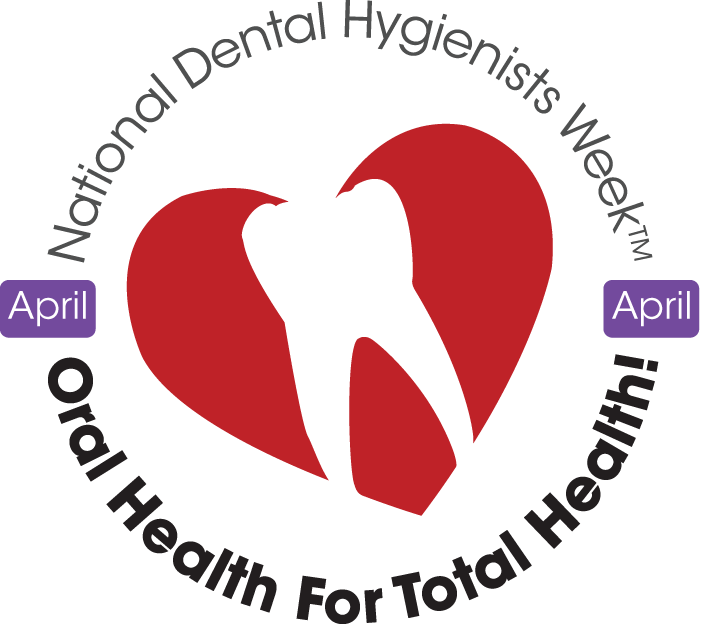 National Dental Hygienists Week™
April
April
Oral Health For Total Health!